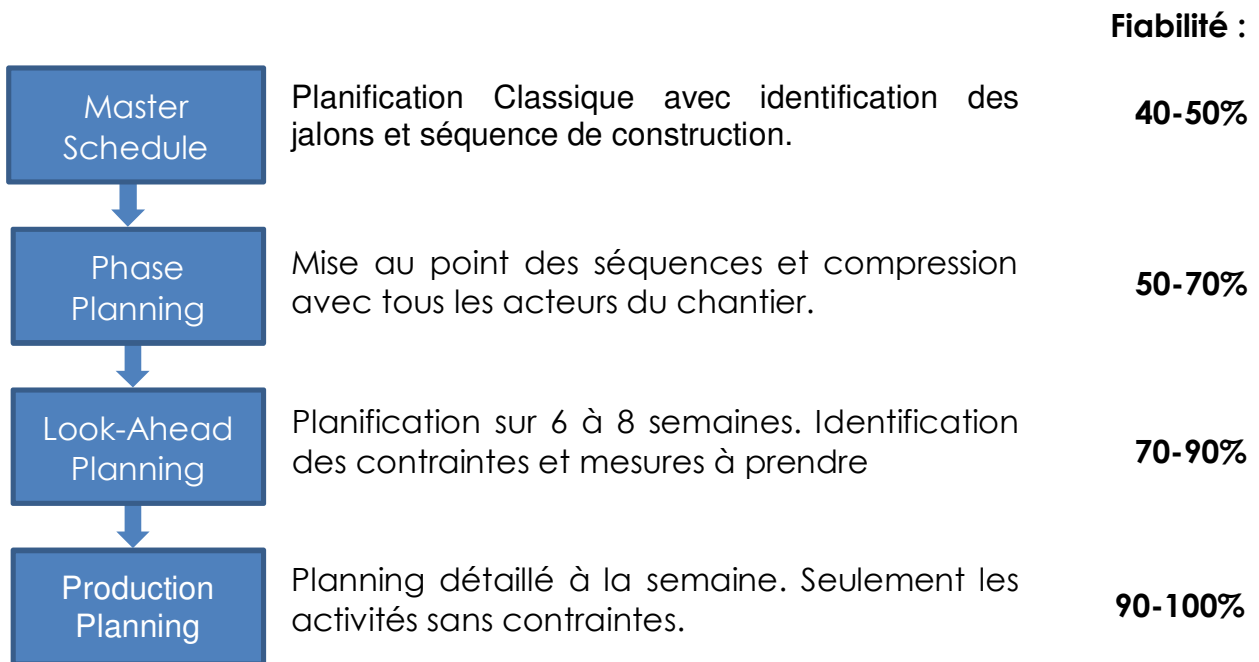 Fiabilité :
Master
Schedule
Planification Classique avec identification des
jalons et séquence de construction.
40-50%
Phase
Planning
Mise au point des séquences et compression
avec tous les acteurs du chantier.
50-70%
Look-Ahead
Planning
Planification sur 6 à 8 semaines. Identification
des contraintes et mesures à prendre
70-90%
Production
Planning
Planning détaillé à la semaine. Seulement les
activités sans contraintes.
90-100%